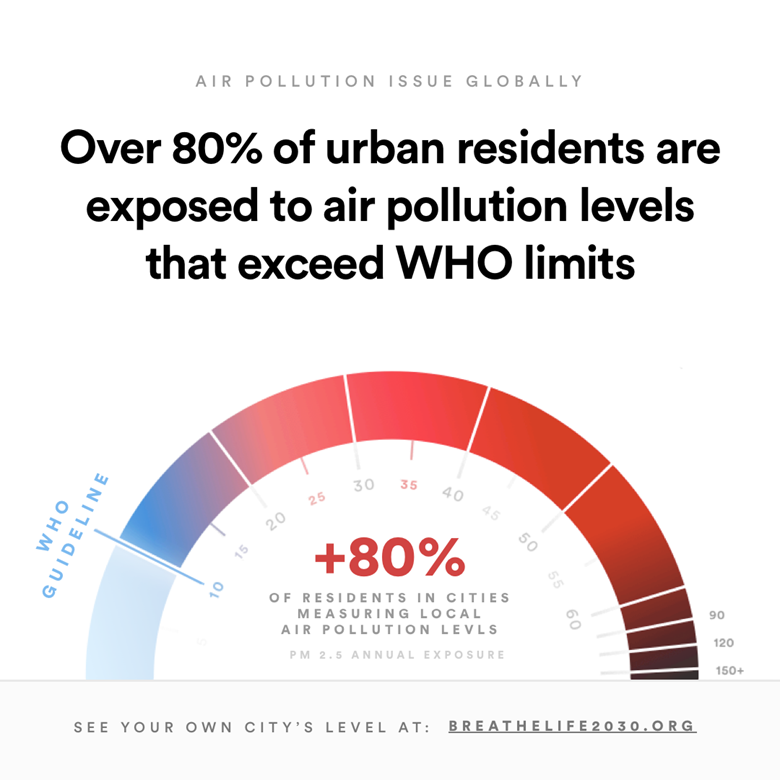 AIR POLLUTION ISSUE GLOBALLY
Over 80% of urban residents are
exposed to air pollution levels
that exceed WHO limits
WHO
GUIDELINE
10
15
20
25
30
35
40
45
50
55
60
90
120
150+
+80%
OF RESIDENTS IN CITIES
MEASURING LOCAL
AIR POLLUTION LEVLS
PM 2.5 ANNUAL EXPOSURE
SEE YOUR OWN CITY'S LEVEL AT: BREATHELIFE2030.ORG